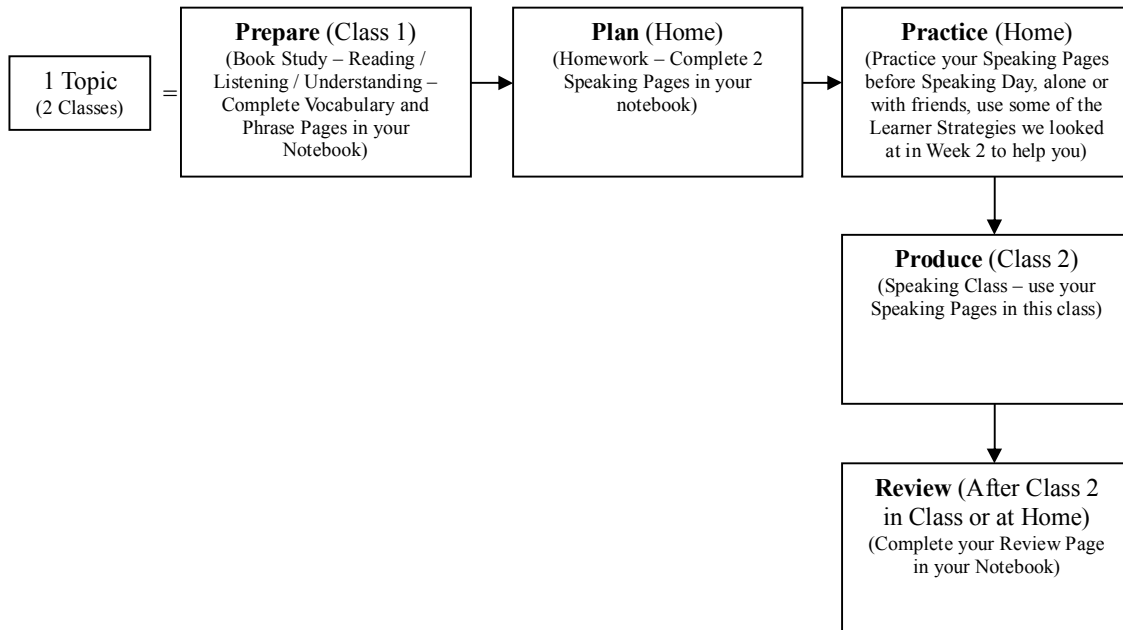 1 Topic
(2 Classes)
=
Prepare (Class 1)
(Book Study – Reading /
Listening / Understanding –
Complete Vocabulary and
Phrase Pages in your
Notebook)
Plan (Home)
(Homework – Complete 2
Speaking Pages in your
notebook)
Practice (Home)
(Practice your Speaking Pages
before Speaking Day, alone or
with friends, use some of the
Learner Strategies we looked
at in Week 2 to help you)
Produce (Class 2)
(Speaking Class – use your
Speaking Pages in this class)
Review (After Class 2
in Class or at Home)
(Complete your Review Page
in your Notebook)